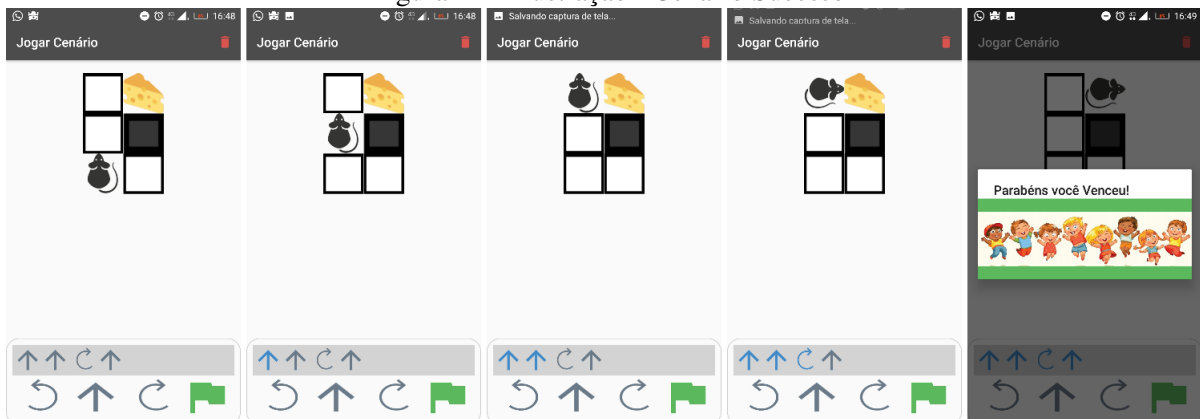 16:48
Jogar Cenário
16:48
Jogar Cenário
Salvando captura de tela...
Jogar Cenário
Salvando captura de tela...
Jogar Cenário
16:49
Jogar Cenário
Parabéns você Venceu!